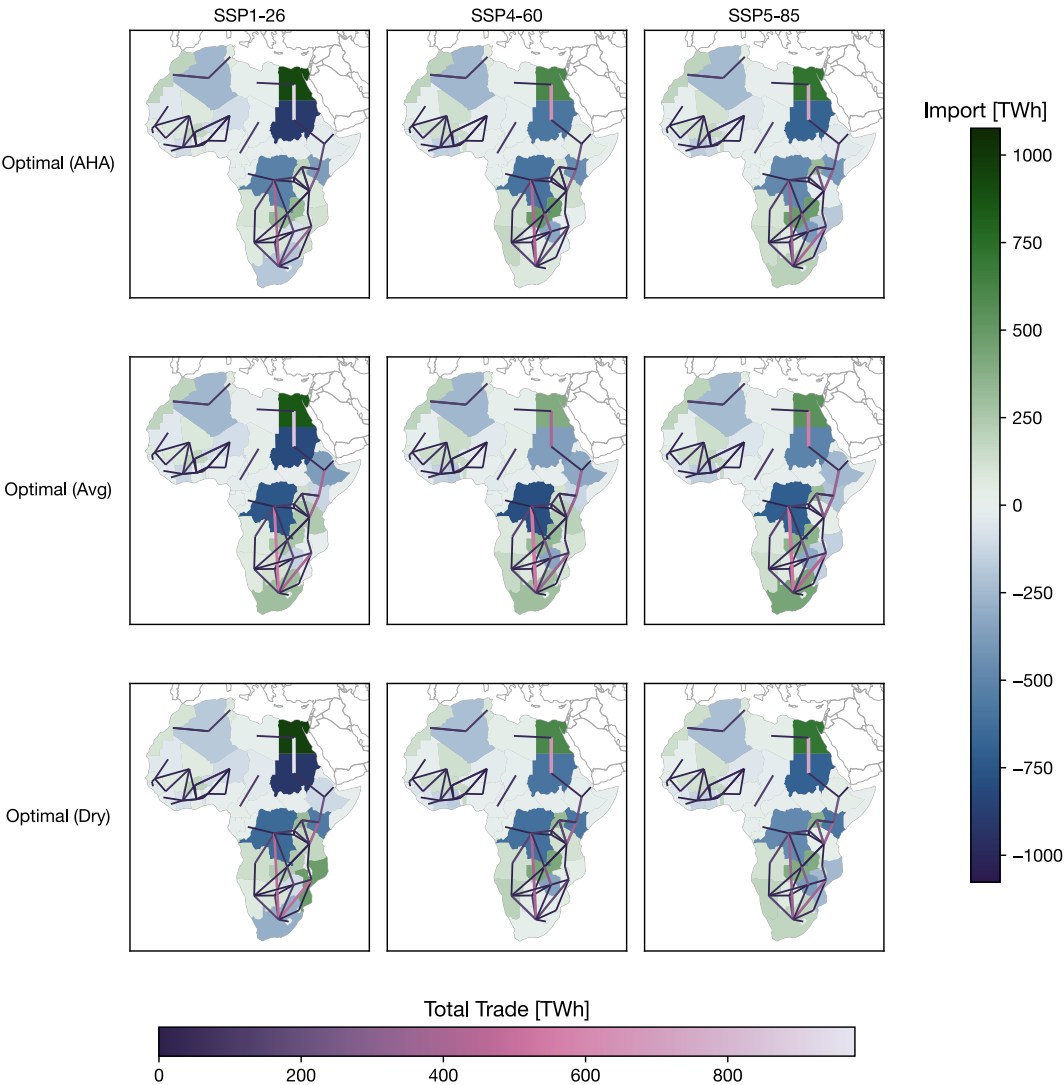 SSP1-26
SSP4-60
SSP5-85
Import [TWh]
1000
750
500
250
0
−250
−500
−750
−1000
Optimal (AHA)
Optimal (Avg)
Optimal (Dry)
Total Trade [TWh]
0
200
400
600
800